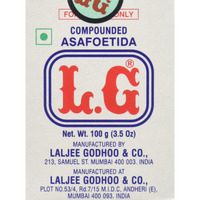 LG
FOR ONLY
COMPOUNDED
ASAFOETIDA
L.G
®
Net. Wt. 100 g (3.5 Oz)
MANUFACTURED BY
LALJEE GODHOO & CO.,
213, SAMUEL ST. MUMBAI 400 003. INDIA
MANUFACTURED AT
LALJEE GODHOO & CO.,
PLOT NO.53/4, Rd.7/15 M.I.D.C, ANDHERI (E),
MUMBAI 400 093. INDIA